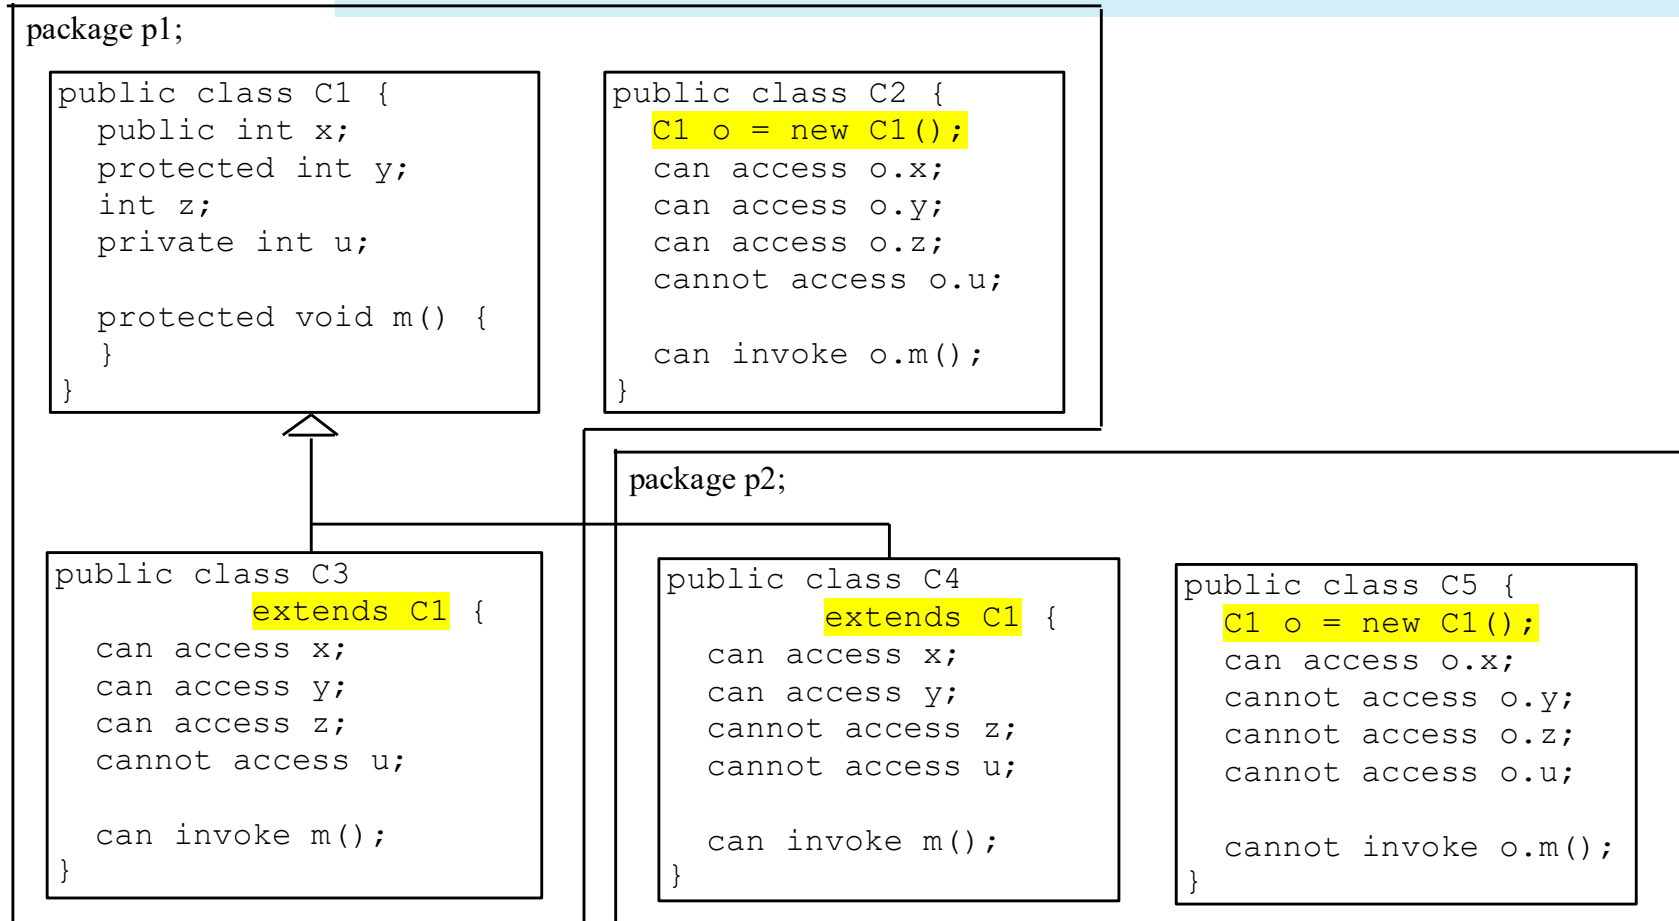 package p1;
public class C1 {
public int x;
protected int y;
int z;
private int u;
protected void m() {
}
}
public class C2 {
C1 o = new C1();
can access o.x;
can access o.y;
can access o.z;
cannot access o.u;
can invoke o.m();
}
public class C3
extends C1 {
can access x;
can access y;
can access z;
cannot access u;
can invoke m();
}
package p2;
public class C4
extends C1 {
can access x;
can access y;
cannot access z;
cannot access u;
can invoke m();
}
public class C5 {
C1 o = new C1();
can access o.x;
cannot access o.y;
cannot access o.z;
cannot access o.u;
cannot invoke o.m();
}